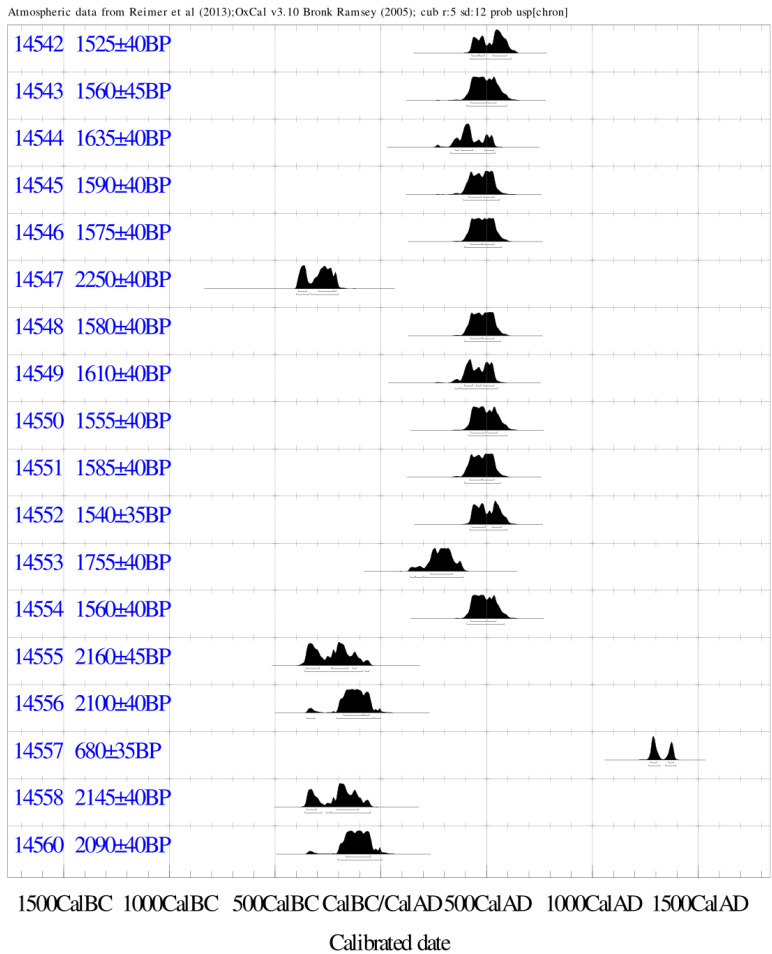 Atmospheric data from Reimer et al (2013);OxCal v3.10 Bronk Ramsey (2005); cub r:5 sd:12 prob usp[chron]
14542 1525±40BP
14543 1560±45BP
14544 1635±40BP
14545 1590±40BP
14546 1575±40BP
14547 2250±40BP
14548 1580±40BP
14549 1610±40BP
14550 1555±40BP
14551 1585±40BP
14552 1540±35BP
14553 1755±40BP
14554 1560±40BP
14555 2160±45BP
14556 2100±40BP
14557 680±35BP
14558 2145±40BP
14560 2090±40BP
1500CalBC 1000CalBC 500CalBC CalBC/CalAD 500CalAD 1000CalAD 1500CalAD
Calibrated date